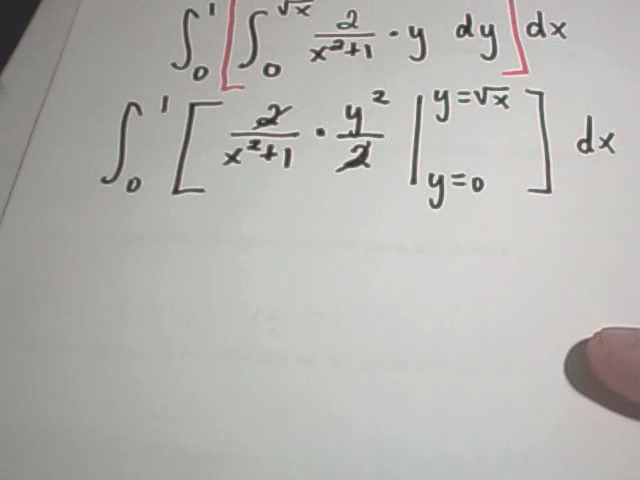 ∫₀¹ [ ∫₀^√x 2/(x²+1) · y dy ] dx
∫₀¹ [ 2/(x²+1) · y²/2 |_{y=0}^{y=√x} ] dx